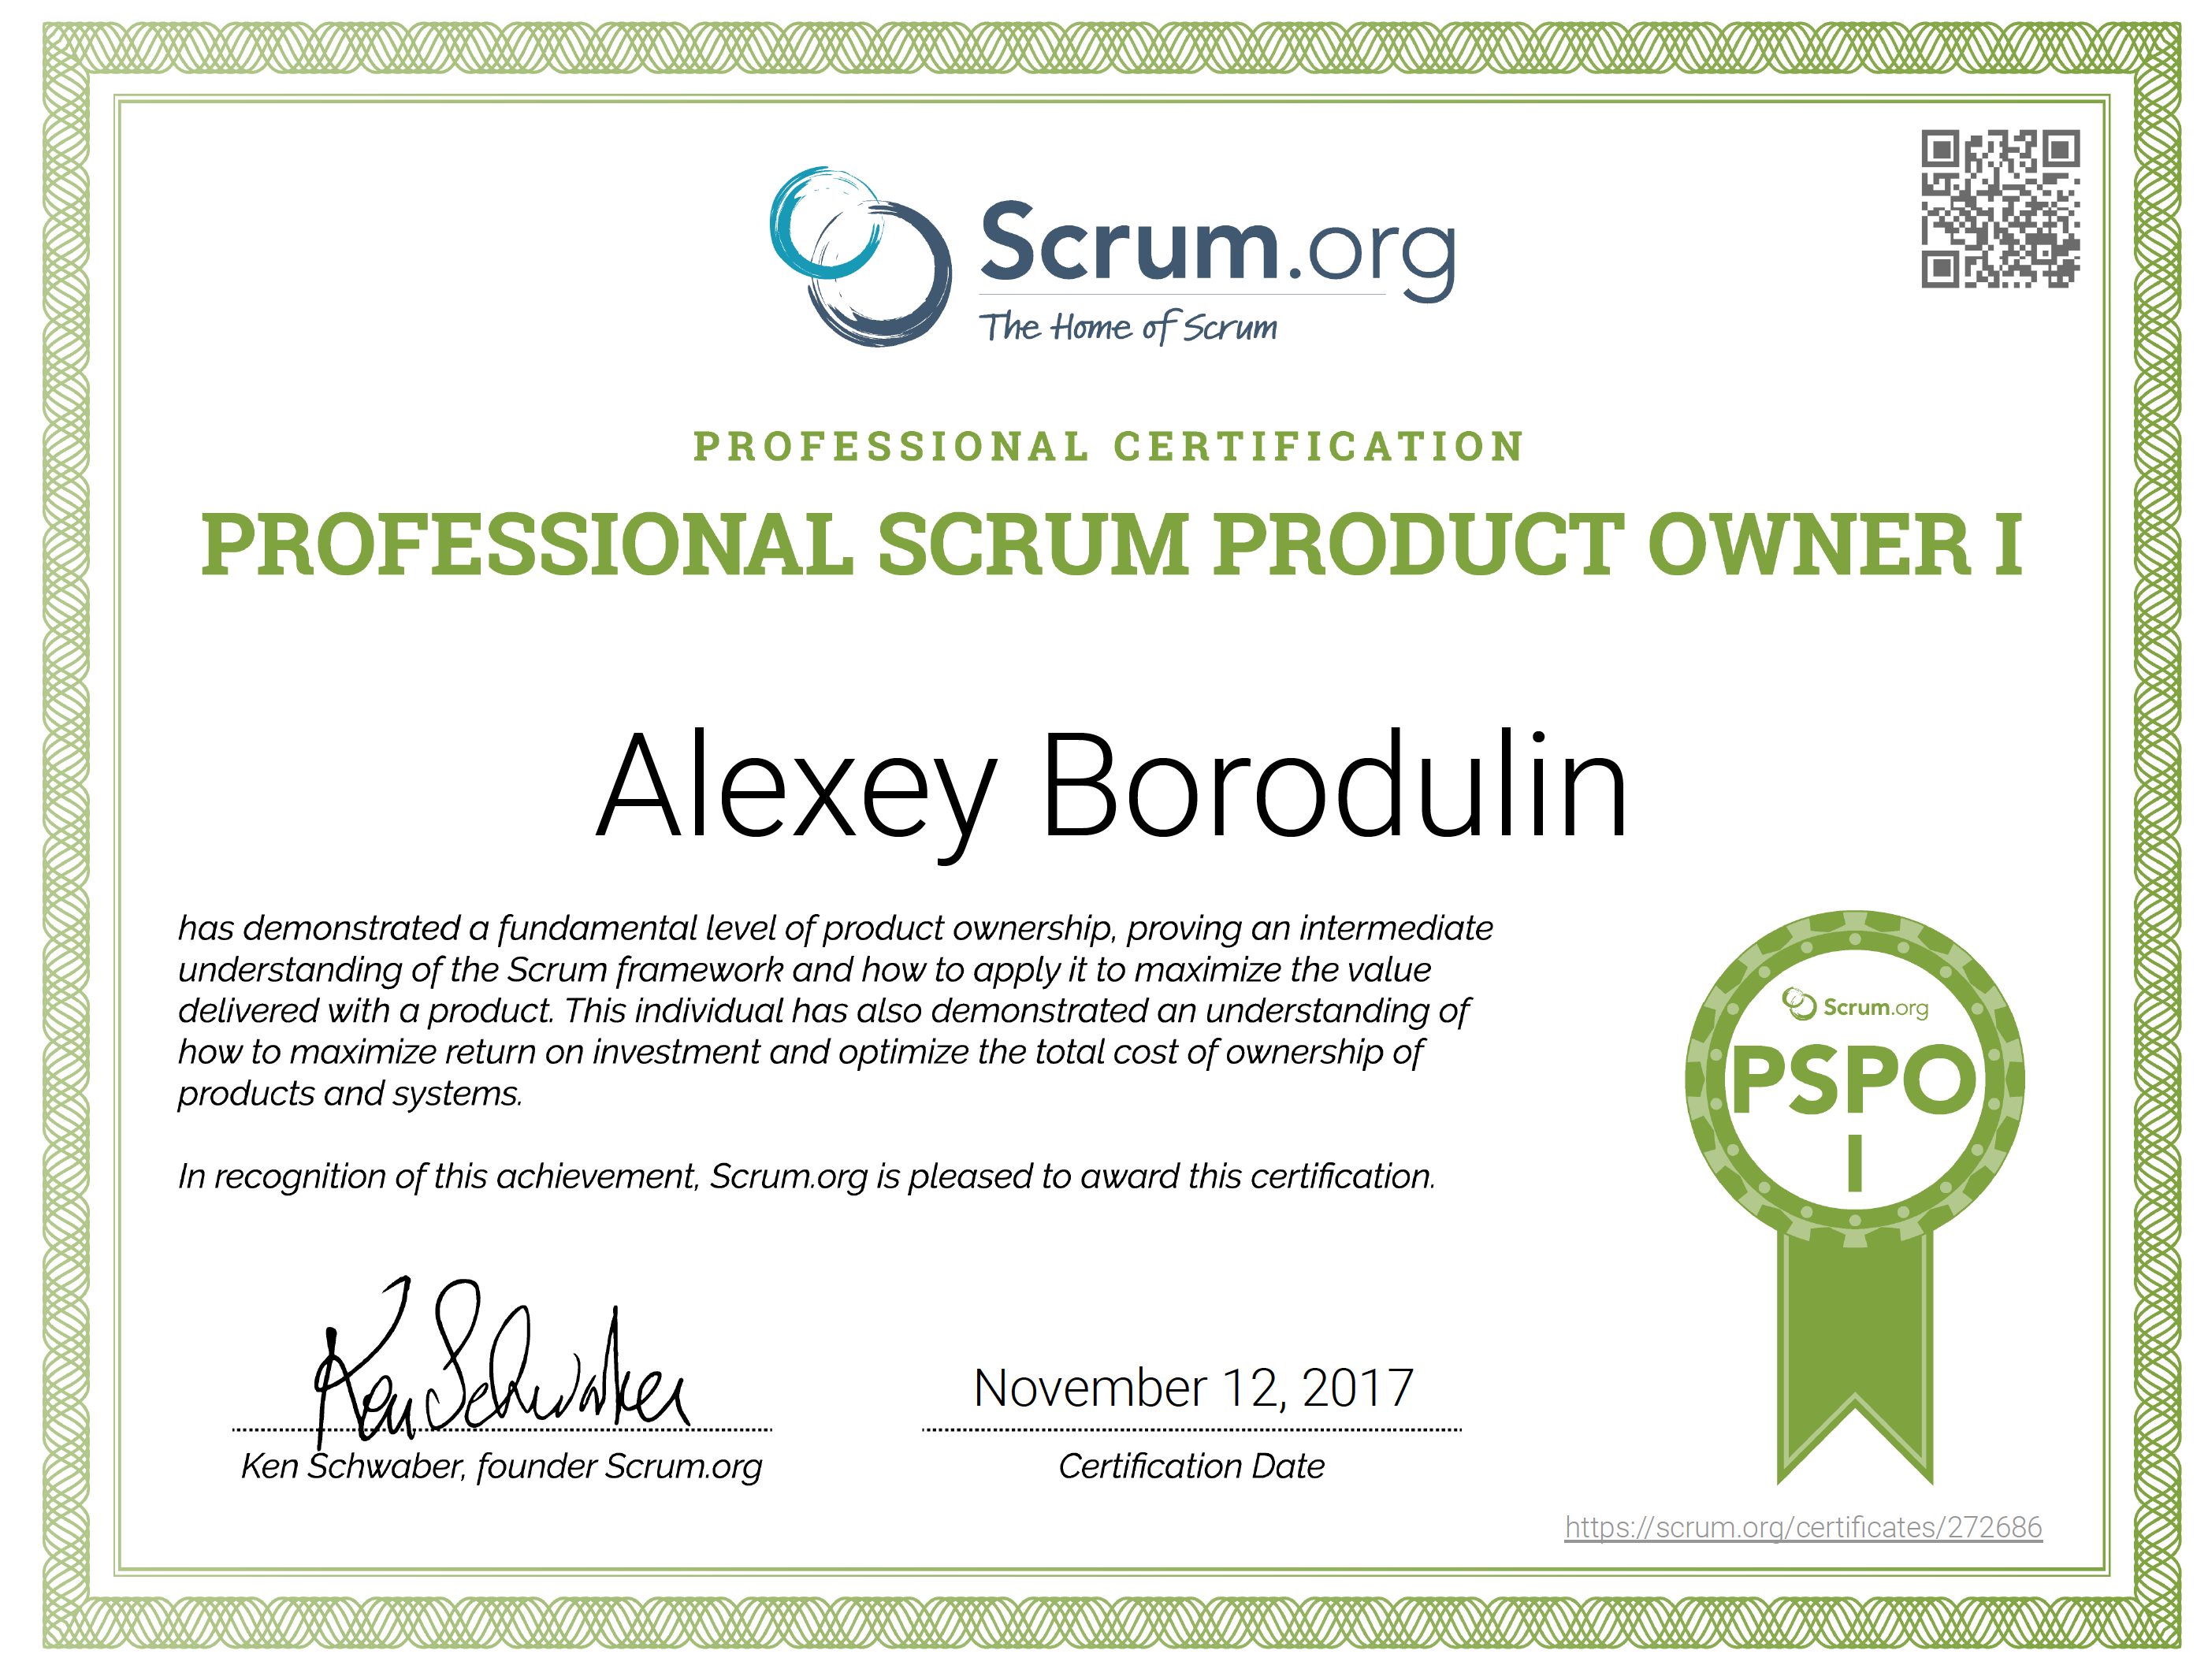 Scrum.org
The Home of Scrum
PROFESSIONAL CERTIFICATION
PROFESSIONAL SCRUM PRODUCT OWNER I
Alexey Borodulin
has demonstrated a fundamental level of product ownership, proving an intermediate
understanding of the Scrum framework and how to apply it to maximize the value
delivered with a product. This individual has also demonstrated an understanding of
how to maximize return on investment and optimize the total cost of ownership of
products and systems.
In recognition of this achievement, Scrum.org is pleased to award this certification.
Scrum.org
PSPO
I
Ken Schwaber
Ken Schwaber, founder Scrum.org
November 12, 2017
Certification Date
https://scrum.org/certificates/272686